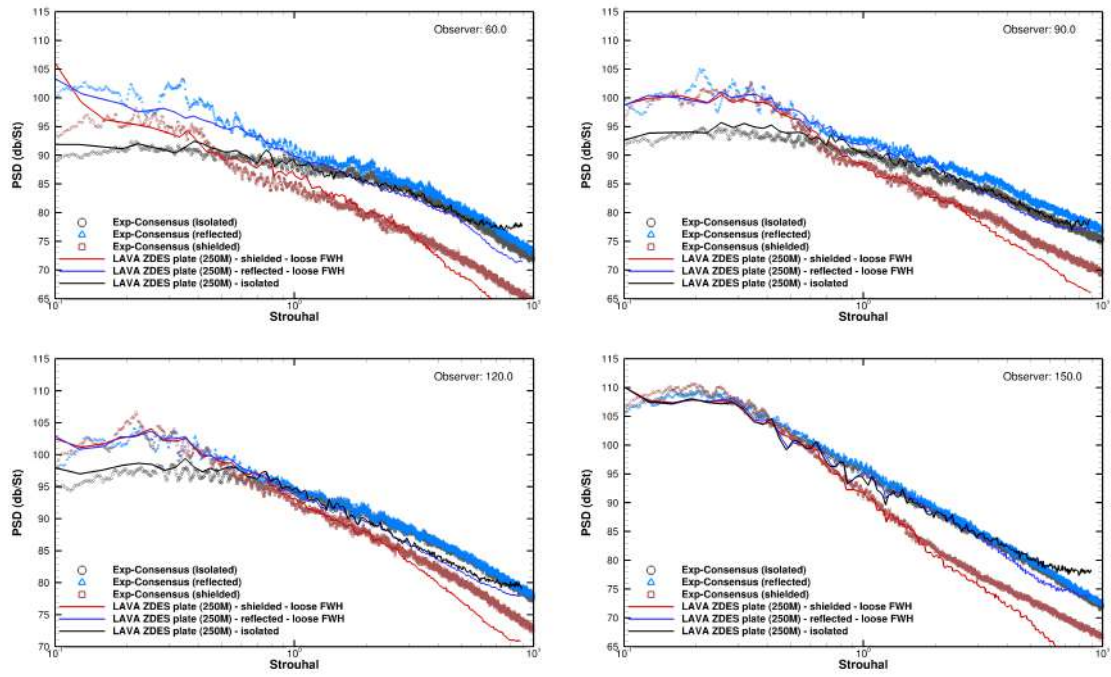 115
110
105
100
95
90
85
80
75
70
65
PSD (db/St)
Observer: 60.0
Exp-Consensus (isolated)
Exp-Consensus (reflected)
Exp-Consensus (shielded)
LAVA ZDES plate (250M) - shielded - loose FWH
LAVA ZDES plate (250M) - reflected - loose FWH
LAVA ZDES plate (250M) - isolated
Strouhal
115
110
105
100
95
90
85
80
75
70
65
PSD (db/St)
Observer: 90.0
Exp-Consensus (isolated)
Exp-Consensus (reflected)
Exp-Consensus (shielded)
LAVA ZDES plate (250M) - shielded - loose FWH
LAVA ZDES plate (250M) - reflected - loose FWH
LAVA ZDES plate (250M) - isolated
Strouhal
115
110
105
100
95
90
85
80
75
70
PSD (db/St)
Observer: 120.0
Exp-Consensus (isolated)
Exp-Consensus (reflected)
Exp-Consensus (shielded)
LAVA ZDES plate (250M) - shielded - loose FWH
LAVA ZDES plate (250M) - reflected - loose FWH
LAVA ZDES plate (250M) - isolated
Strouhal
115
110
105
100
95
90
85
80
75
70
65
PSD (db/St)
Observer: 150.0
Exp-Consensus (isolated)
Exp-Consensus (reflected)
Exp-Consensus (shielded)
LAVA ZDES plate (250M) - shielded - loose FWH
LAVA ZDES plate (250M) - reflected - loose FWH
LAVA ZDES plate (250M) - isolated
Strouhal